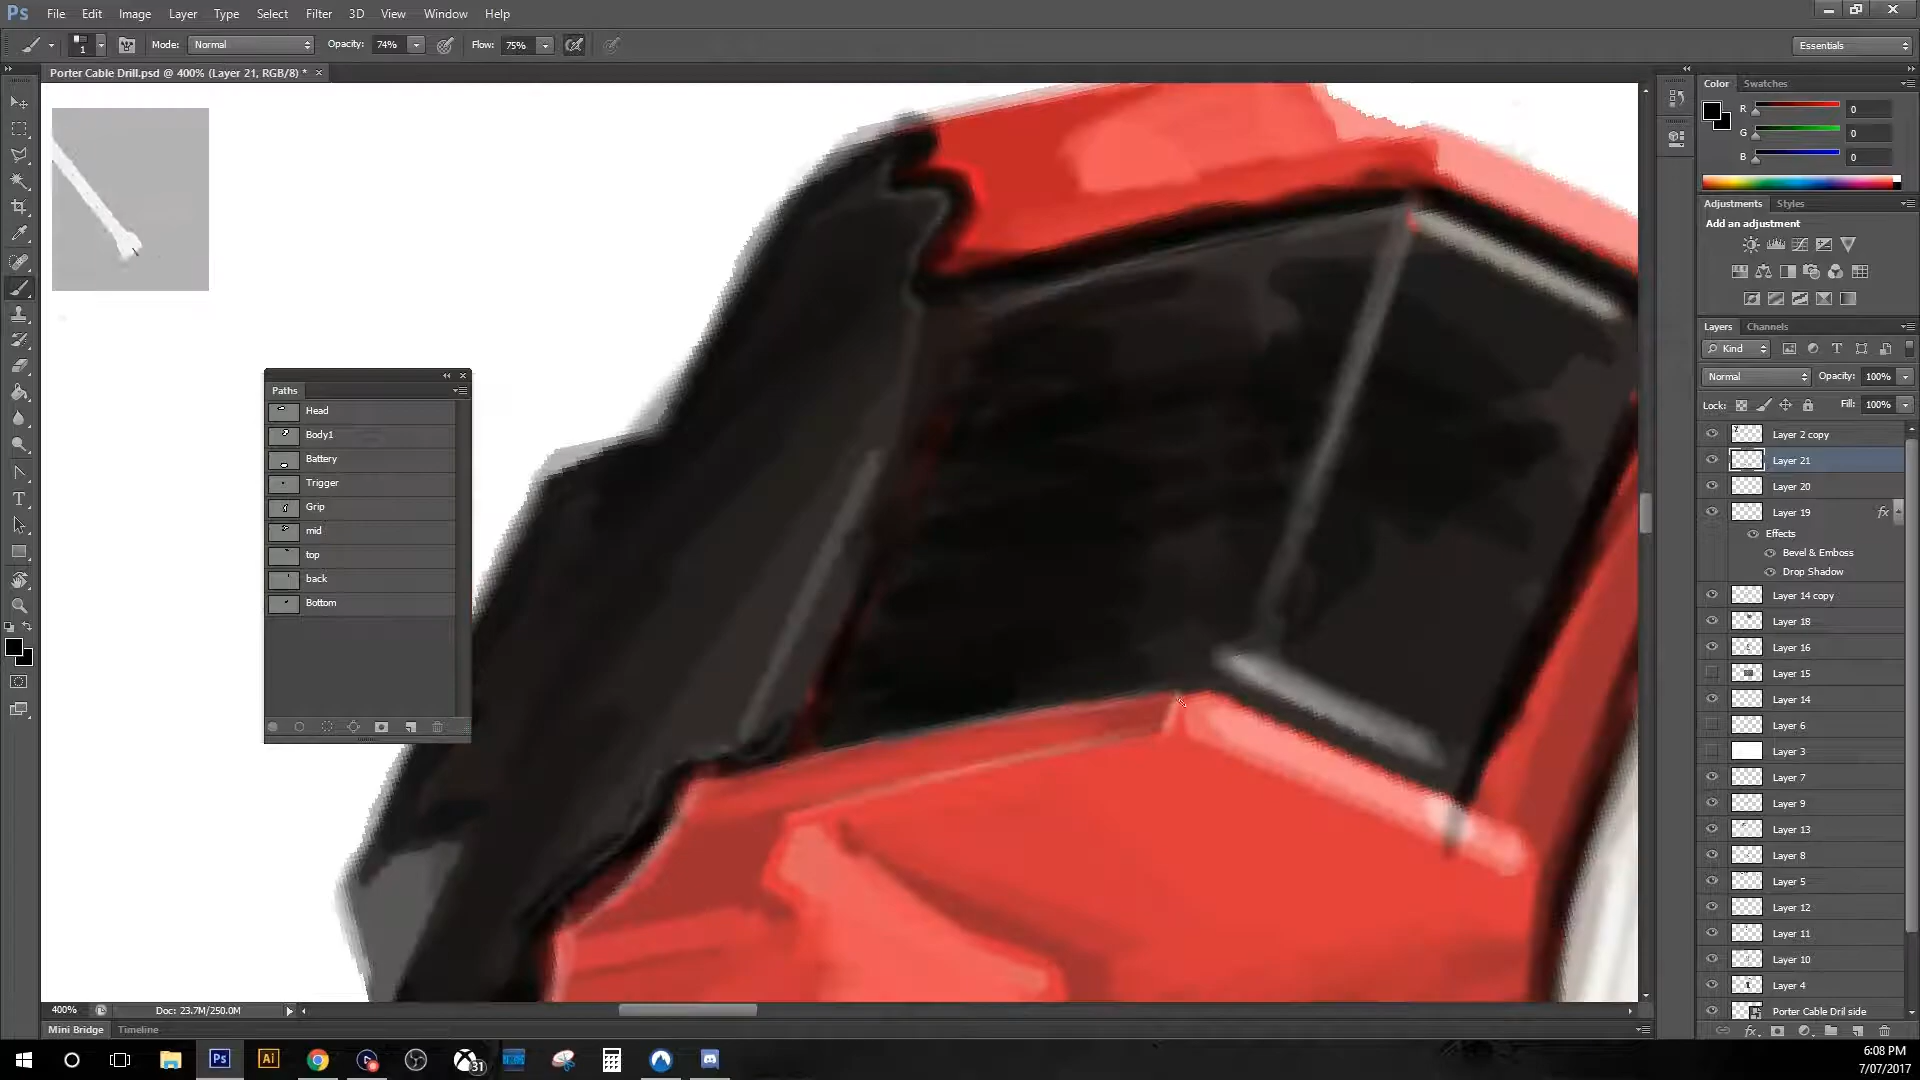 Ps File Edit Image Layer Type Select Filter 3D View Window Help
1 Mode: Normal Opacity: 74% Flow: 75% Essentials
Porter Cable Drill.psd @ 400% (Layer 21, RGB/8) * ×
Color Swatches
R 0
G 0
B 0
Adjustments Styles
Add an adjustment
Layers Channels
Kind
Normal Opacity: 100%
Lock: Fill: 100%
Layer 2 copy
Layer 21
Layer 20
Layer 19 fx
Effects
Bevel & Emboss
Drop Shadow
Layer 14 copy
Layer 18
Layer 16
Layer 15
Layer 14
Layer 6
Layer 3
Layer 7
Layer 9
Layer 13
Layer 8
Layer 5
Layer 12
Layer 11
Layer 10
Layer 4
Porter Cable Dril side
Paths
Head
Body1
Battery
Trigger
Grip
mid
top
back
Bottom
400% Doc: 23.7M/250.0M
Mini Bridge Timeline
Ps Ai 31
6:08 PM
7/07/2017